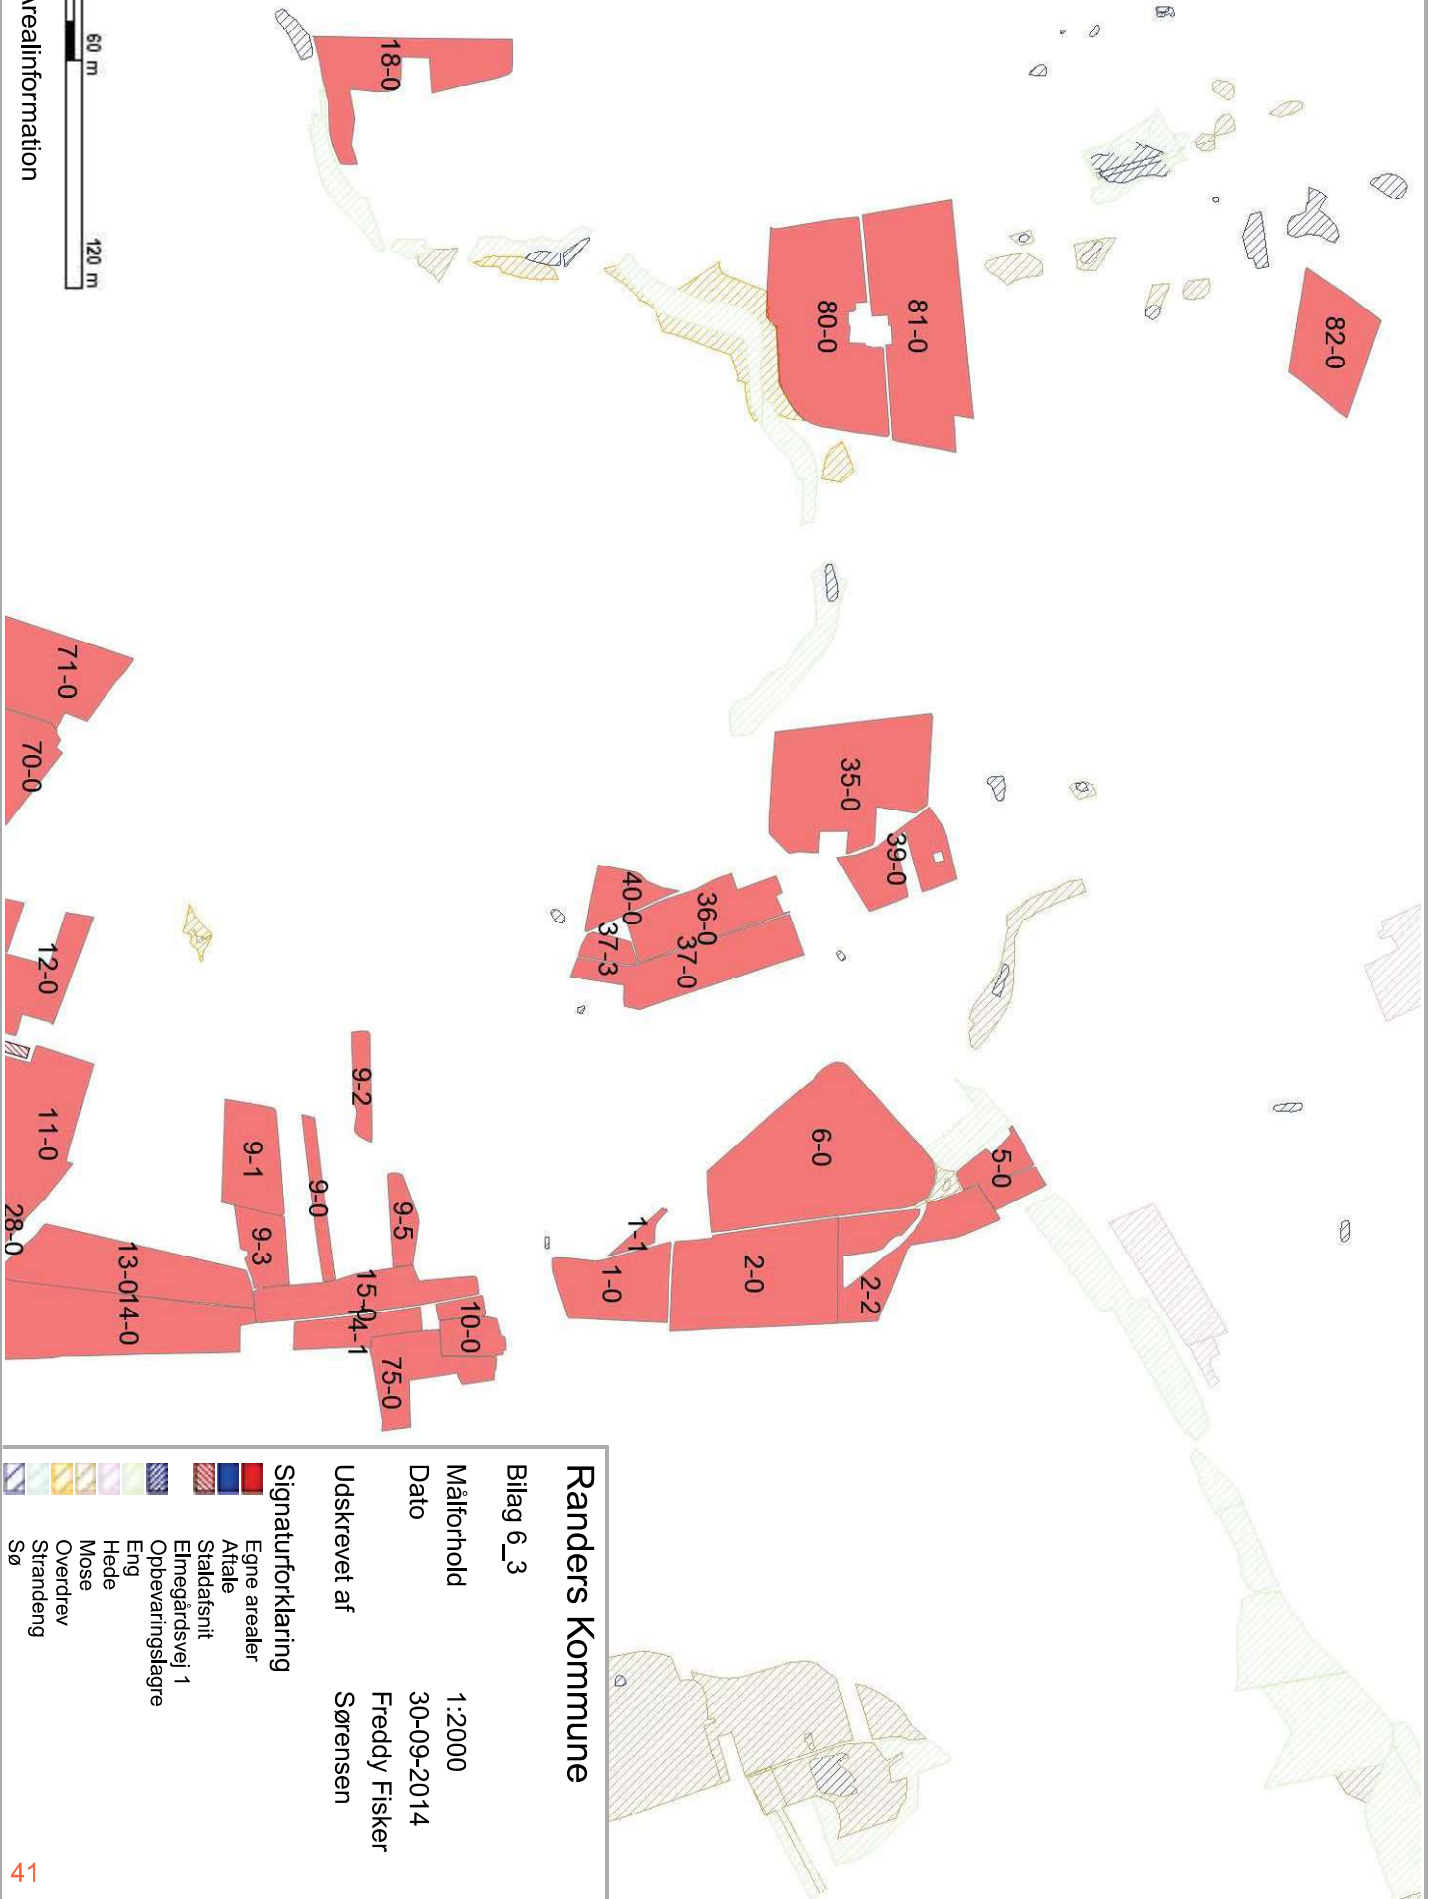 Randers Kommune
Bilag 6_3
Målforhold 1:2000
Dato 30-09-2014
Udskrevet af Freddy Fisker
Sørensen
Signaturforklaring
Egne arealer
Aftale
Staldafsnit
Elmegårdsvej 1
Opbevaringslagre
Eng
Hede
Mose
Overdrev
Strandeng
Sø
82-0
81-0
80-0
18-0
60 m
120 m
Arealinformation
5-0
39-0
35-0
2-2
6-0
2-0
36-0
37-0
1-1
40-0
1-0
37-3
10-0
9-5
75-0
9-2
15-0
14-1
9-0
9-3
9-1
13-0
14-0
71-0
12-0
11-0
70-0
28-0
41